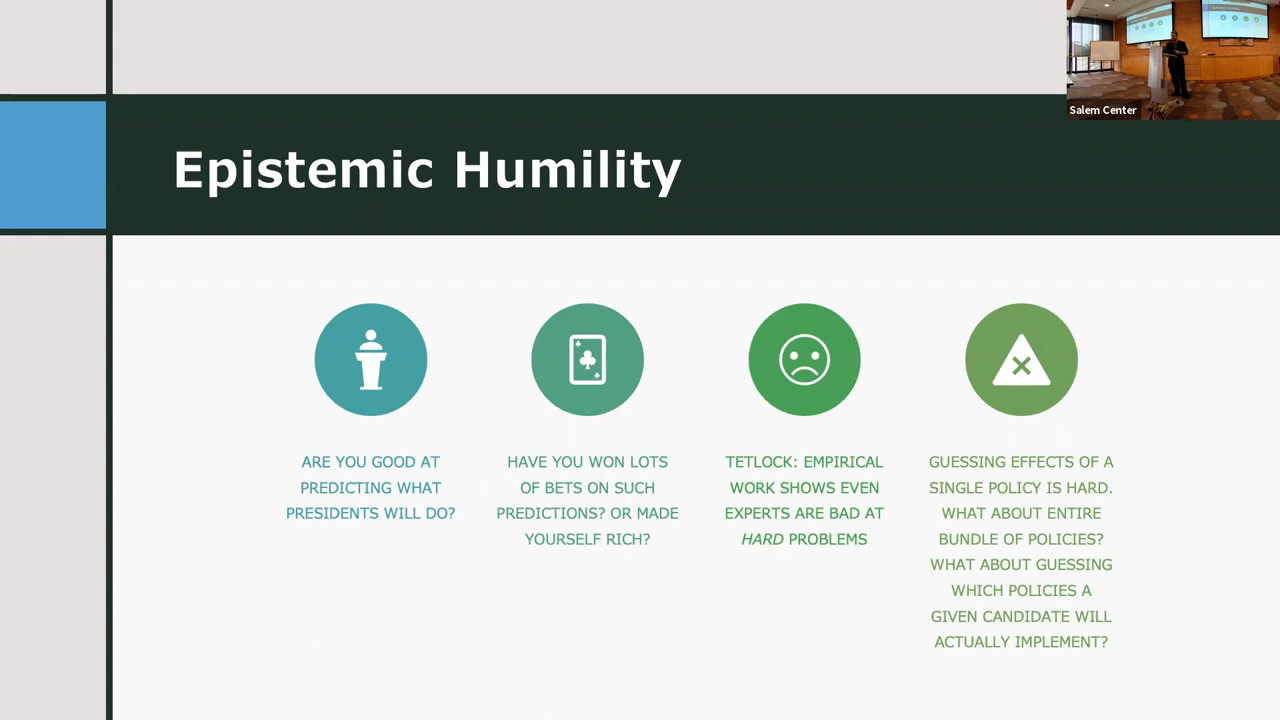 Salem Center
Epistemic Humility
ARE YOU GOOD AT
PREDICTING WHAT
PRESIDENTS WILL DO?
HAVE YOU WON LOTS
OF BETS ON SUCH
PREDICTIONS? OR MADE
YOURSELF RICH?
TETLOCK: EMPIRICAL
WORK SHOWS EVEN
EXPERTS ARE BAD AT
HARD PROBLEMS
GUESSING EFFECTS OF A
SINGLE POLICY IS HARD.
WHAT ABOUT ENTIRE
BUNDLE OF POLICIES?
WHAT ABOUT GUESSING
WHICH POLICIES A
GIVEN CANDIDATE WILL
ACTUALLY IMPLEMENT?